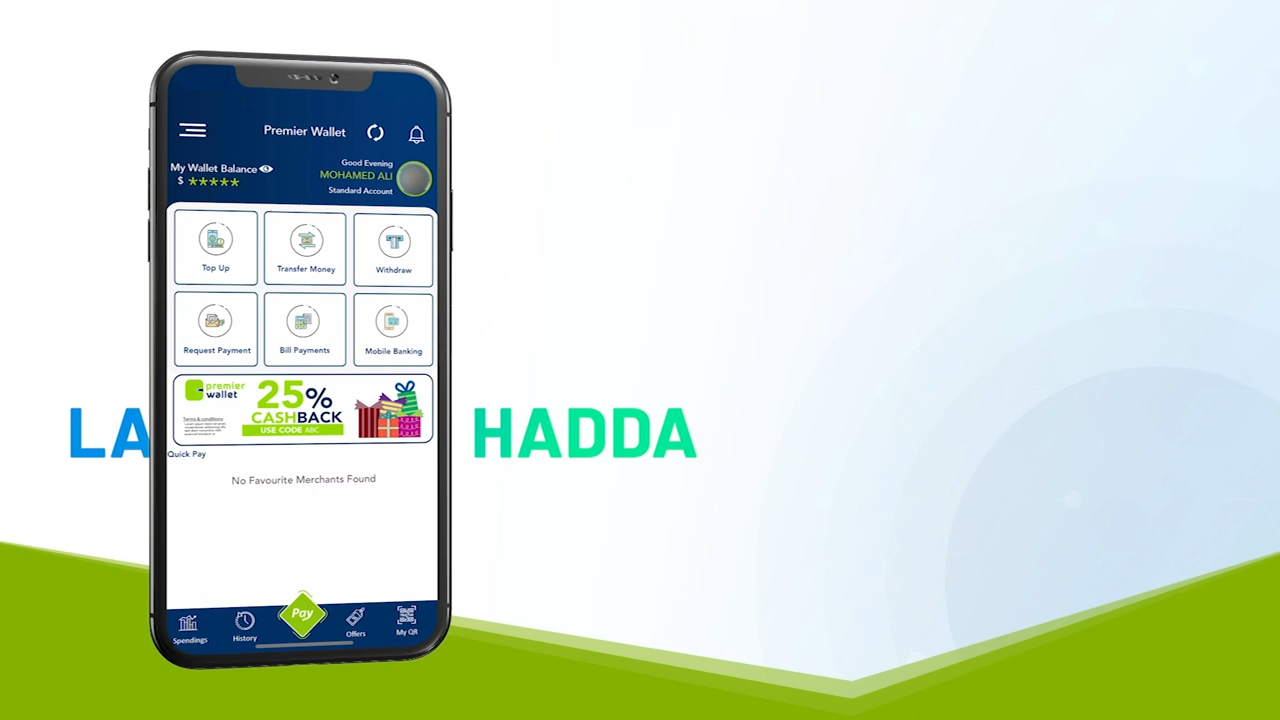 Premier Wallet
My Wallet Balance
$ *****
Good Evening
MOHAMED ALI
Standard Account
Top Up
Transfer Money
Withdraw
Request Payment
Bill Payments
Mobile Banking
premier
wallet
25%
CASHBACK
USE CODE ABC
Terms & conditions
LA
HADDA
Quick Pay
No Favourite Merchants Found
Spendings
History
Pay
Offers
My QR